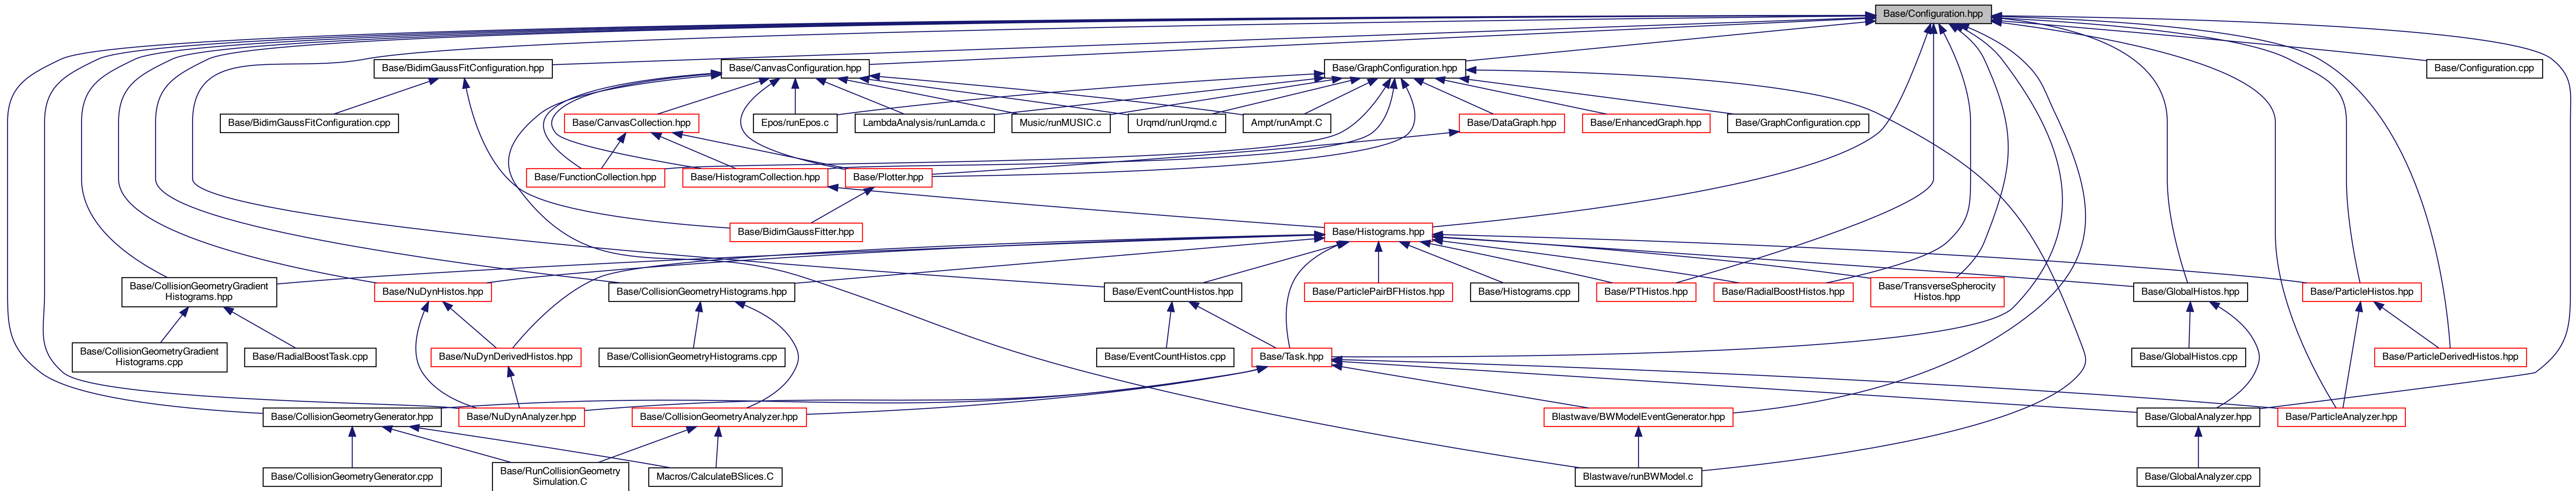 Base/Configuration.hpp
Base/BidimGaussFitConfiguration.hpp
Base/CanvasConfiguration.hpp
Base/GraphConfiguration.hpp
Base/Configuration.cpp
Base/BidimGaussFitConfiguration.cpp
Base/CanvasCollection.hpp
Epos/runEpos.c
LambdaAnalysis/runLamda.c
Music/runMUSIC.c
Urqmd/runUrqmd.c
Ampt/runAmpt.C
Base/DataGraph.hpp
Base/EnhancedGraph.hpp
Base/GraphConfiguration.cpp
Base/FunctionCollection.hpp
Base/HistogramCollection.hpp
Base/Plotter.hpp
Base/BidimGaussFitter.hpp
Base/Histograms.hpp
Base/CollisionGeometryGradient
Histograms.hpp
Base/NuDynHistos.hpp
Base/CollisionGeometryHistograms.hpp
Base/EventCountHistos.hpp
Base/ParticlePairBFHistos.hpp
Base/Histograms.cpp
Base/PTHistos.hpp
Base/RadialBoostHistos.hpp
Base/TransverseSpherocity
Histos.hpp
Base/GlobalHistos.hpp
Base/ParticleHistos.hpp
Base/CollisionGeometryGradient
Histograms.cpp
Base/RadialBoostTask.cpp
Base/NuDynDerivedHistos.hpp
Base/CollisionGeometryHistograms.cpp
Base/EventCountHistos.cpp
Base/Task.hpp
Base/GlobalHistos.cpp
Base/ParticleDerivedHistos.hpp
Base/CollisionGeometryGenerator.hpp
Base/NuDynAnalyzer.hpp
Base/CollisionGeometryAnalyzer.hpp
Blastwave/BWModelEventGenerator.hpp
Base/GlobalAnalyzer.hpp
Base/ParticleAnalyzer.hpp
Base/CollisionGeometryGenerator.cpp
Base/RunCollisionGeometry
Simulation.C
Macros/CalculateBSlices.C
Blastwave/runBWModel.c
Base/GlobalAnalyzer.cpp